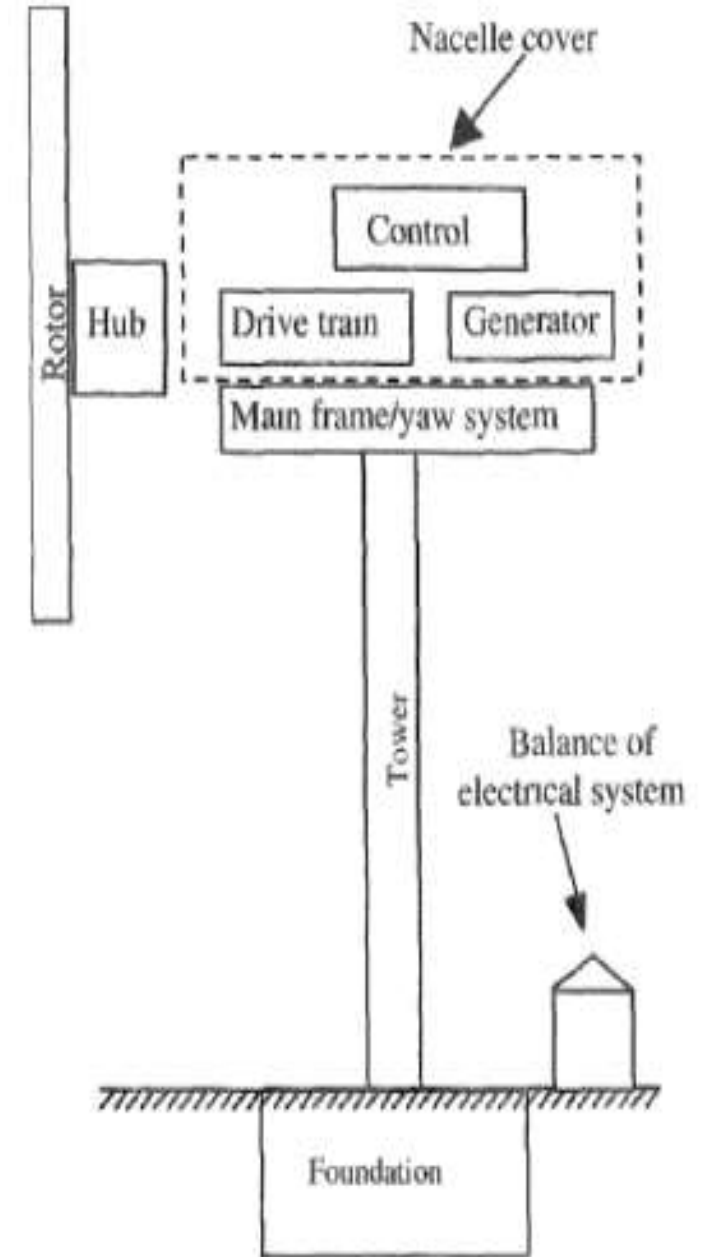 Nacelle cover
Control
Rotor
Hub
Drive train
Generator
Main frame/yaw system
Tower
Balance of
electrical system
Foundation